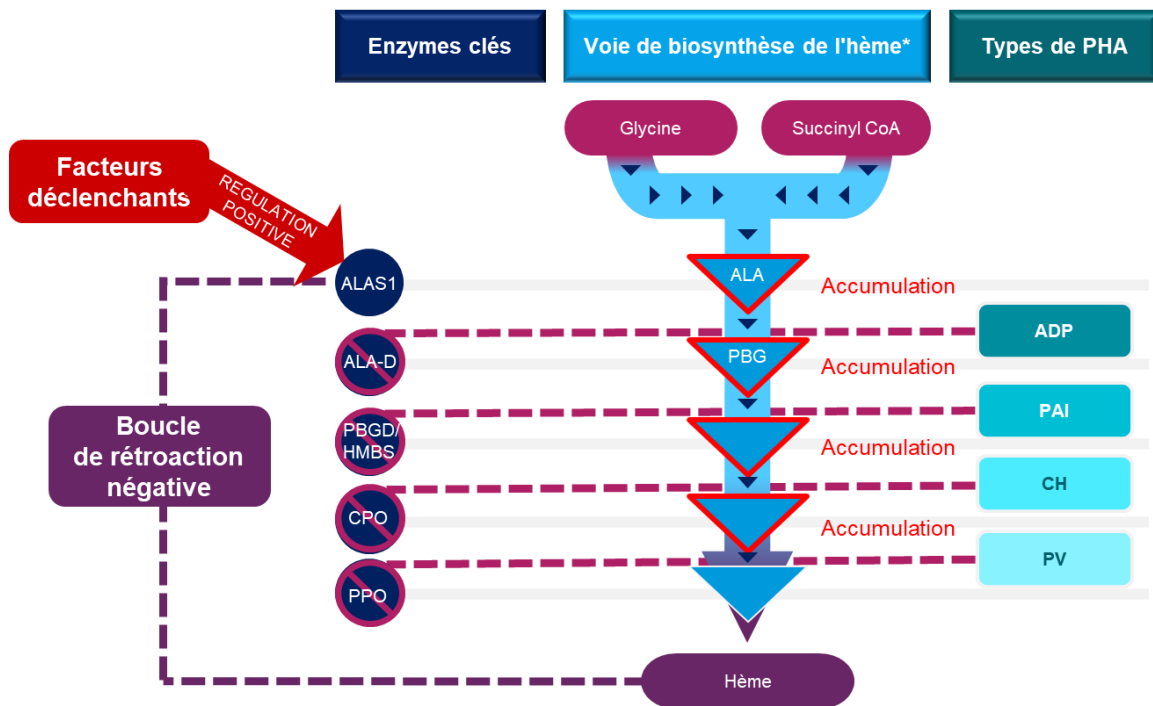 Enzymes clés
Voie de biosynthèse de l'hème*
Types de PHA
Glycine
Succinyl CoA
Facteurs
déclenchants
REGULATION
POSITIVE
ALAS1
ALA
Accumulation
ADP
ALA-D
PBG
Accumulation
PAI
Boucle
de rétroaction
négative
PBGD/
HMBS
Accumulation
CH
CPO
Accumulation
PV
PPO
Hème